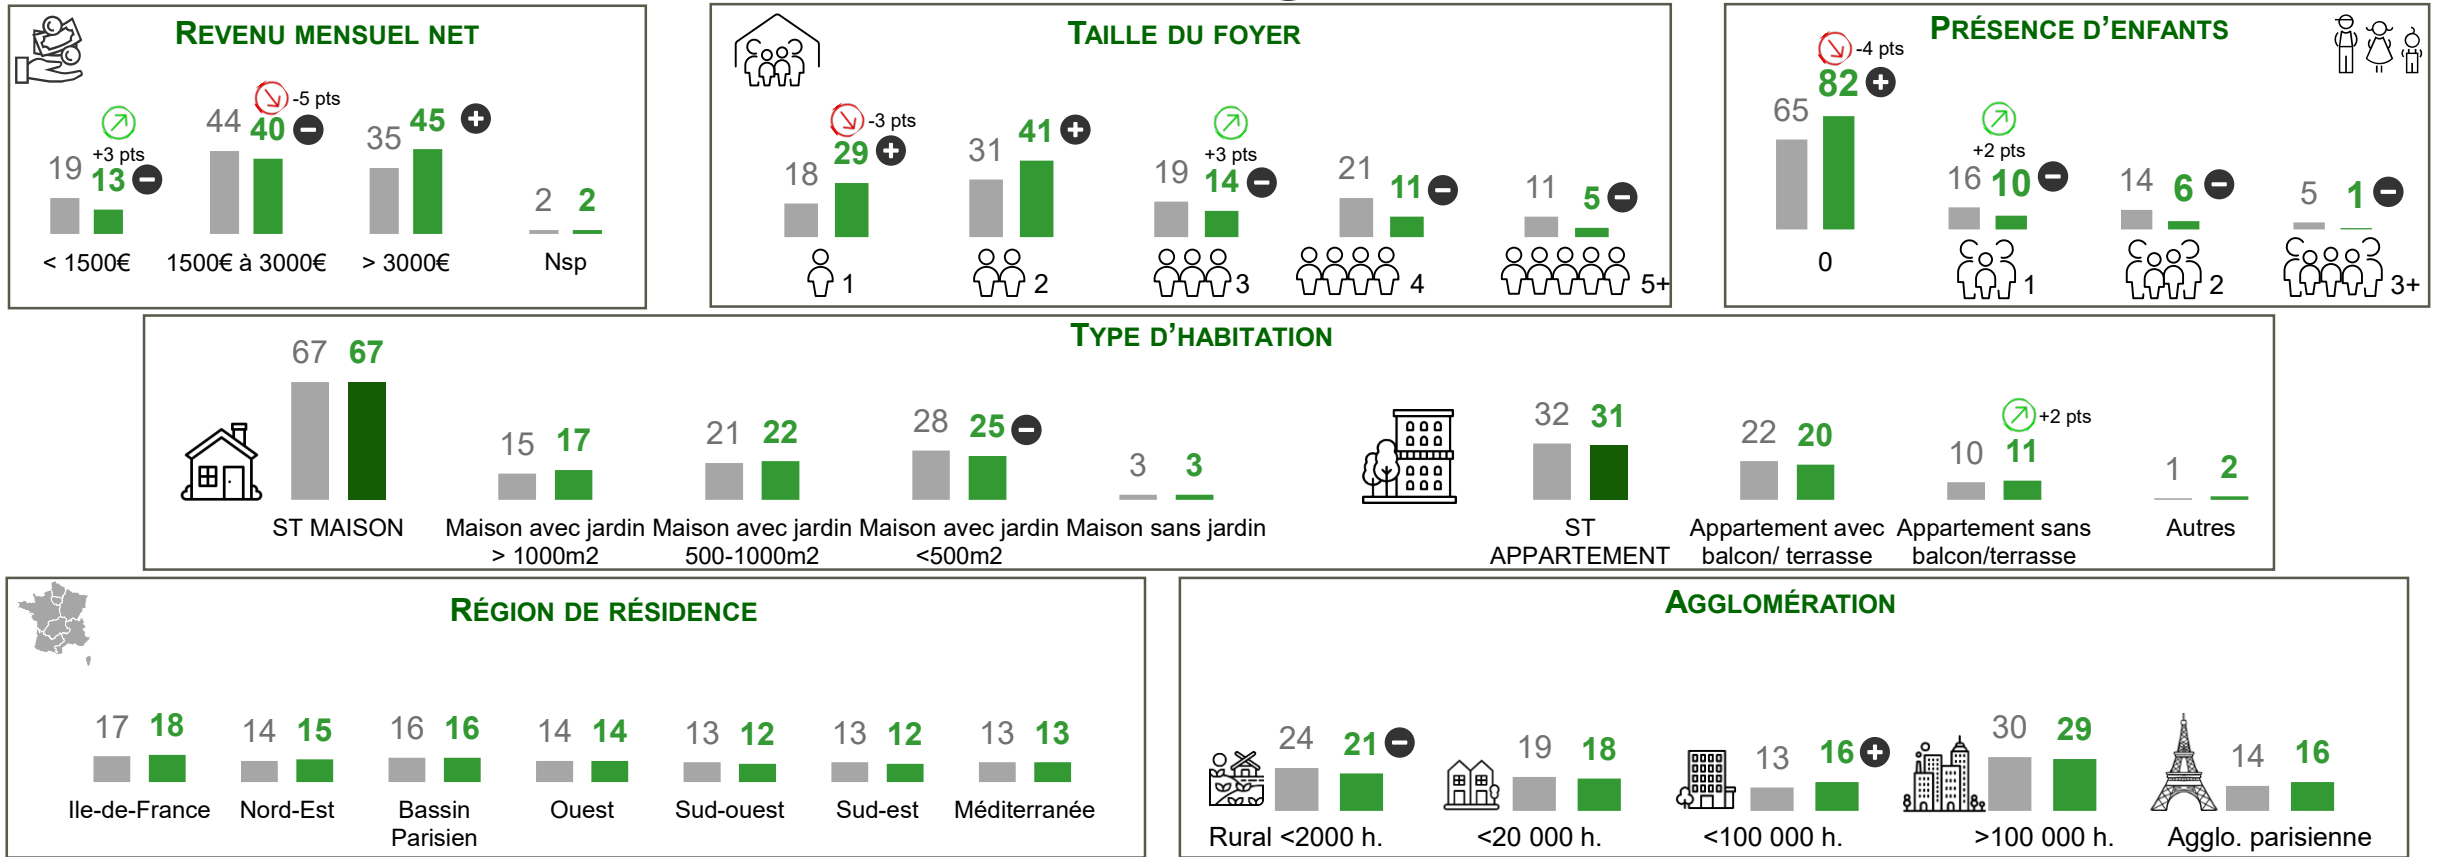 REVENU MENSUEL NET
-5 pts
44 40
35 45
+3 pts
19 13
2 2
< 1500€ 1500€ à 3000€ > 3000€ Nsp
TAILLE DU FOYER
-3 pts
18 29
31 41
+3 pts
19 14
21 11
11 5
1 2 3 4 5+
PRÉSENCE D'ENFANTS
-4 pts
65 82
+2 pts
16 10
14 6
5 1
0 1 2 3+
TYPE D'HABITATION
67 67
15 17
21 22
28 25
3 3
32 31
22 20
+2 pts
10 11
1 2
ST MAISON
Maison avec jardin
> 1000m2
Maison avec jardin
500-1000m2
Maison avec jardin
<500m2
Maison sans jardin
ST
APPARTEMENT
Appartement avec
balcon/ terrasse
Appartement sans
balcon/terrasse
Autres
RÉGION DE RÉSIDENCE
17 18
14 15
16 16
14 14
13 12
13 12
13 13
Ile-de-France
Nord-Est
Bassin
Parisien
Ouest
Sud-ouest
Sud-est
Méditerranée
AGGLOMÉRATION
24 21
19 18
13 16
30 29
14 16
Rural <2000 h.
<20 000 h.
<100 000 h.
>100 000 h.
Agglo. parisienne